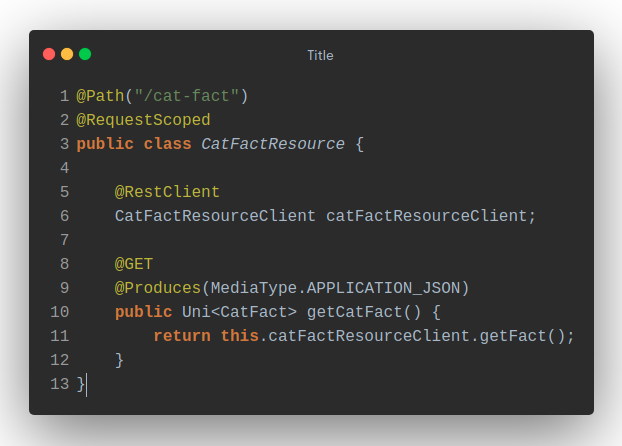 Title
1 @Path("/cat-fact")
2 @RequestScoped
3 public class CatFactResource {
4
5     @RestClient
6     CatFactResourceClient catFactResourceClient;
7
8     @GET
9     @Produces(MediaType.APPLICATION_JSON)
10     public Uni<CatFact> getCatFact() {
11         return this.catFactResourceClient.getFact();
12     }
13 }